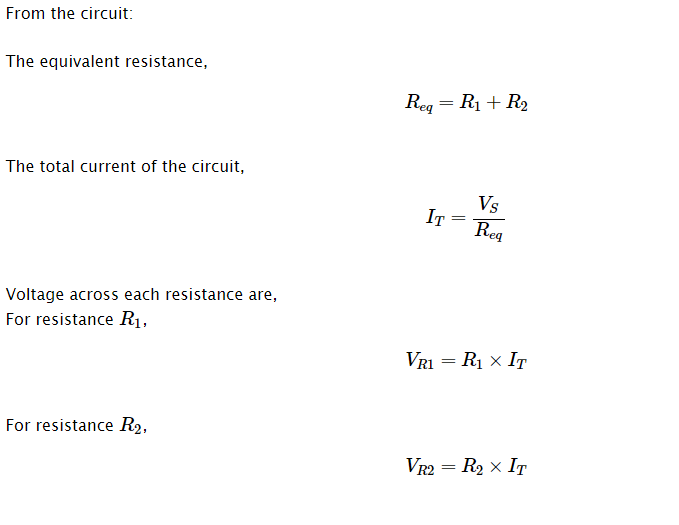 From the circuit:
The equivalent resistance,
R_{eq} = R_1 + R_2
The total current of the circuit,
I_T = \frac{V_S}{R_{eq}}
Voltage across each resistance are,
For resistance R_1,
V_{R1} = R_1 × I_T
For resistance R_2,
V_{R2} = R_2 × I_T